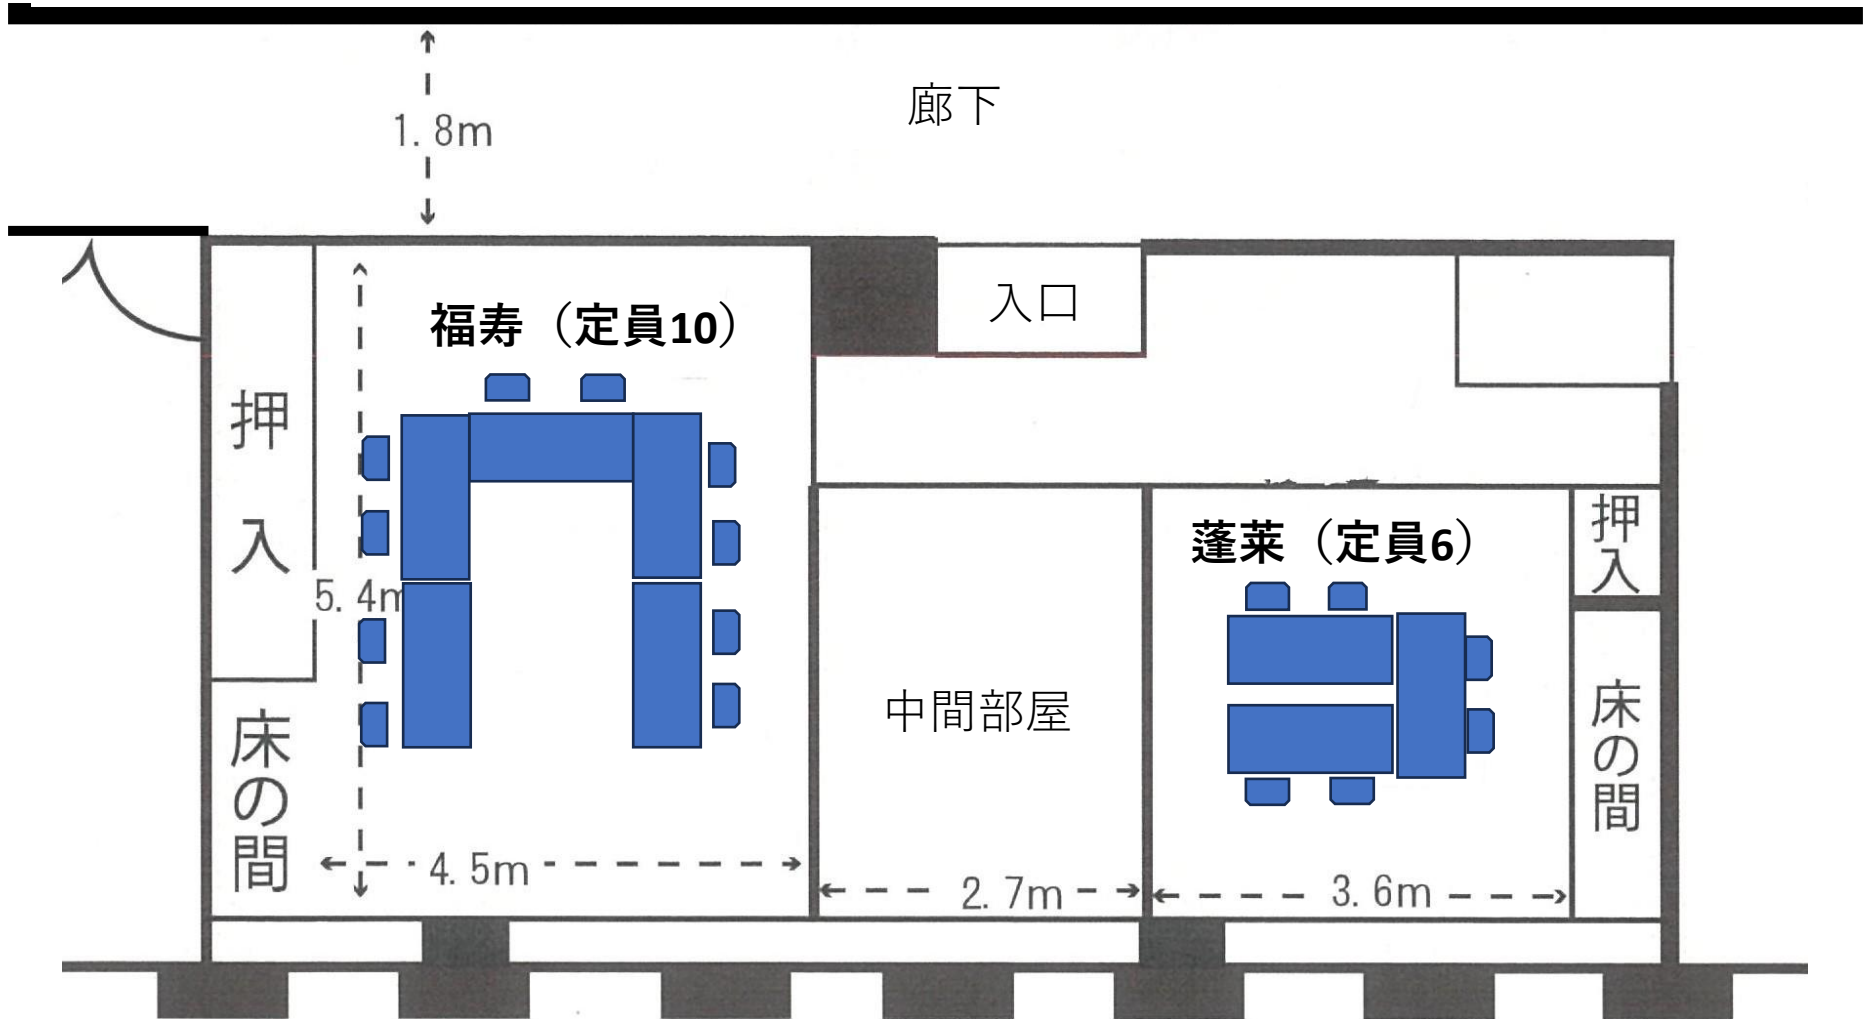 廊下
1.8m
入口
福寿（定員10）
押入
5.4m
蓬莱（定員6）
押入
中間部屋
床の間
床の間
4.5m
2.7m
3.6m